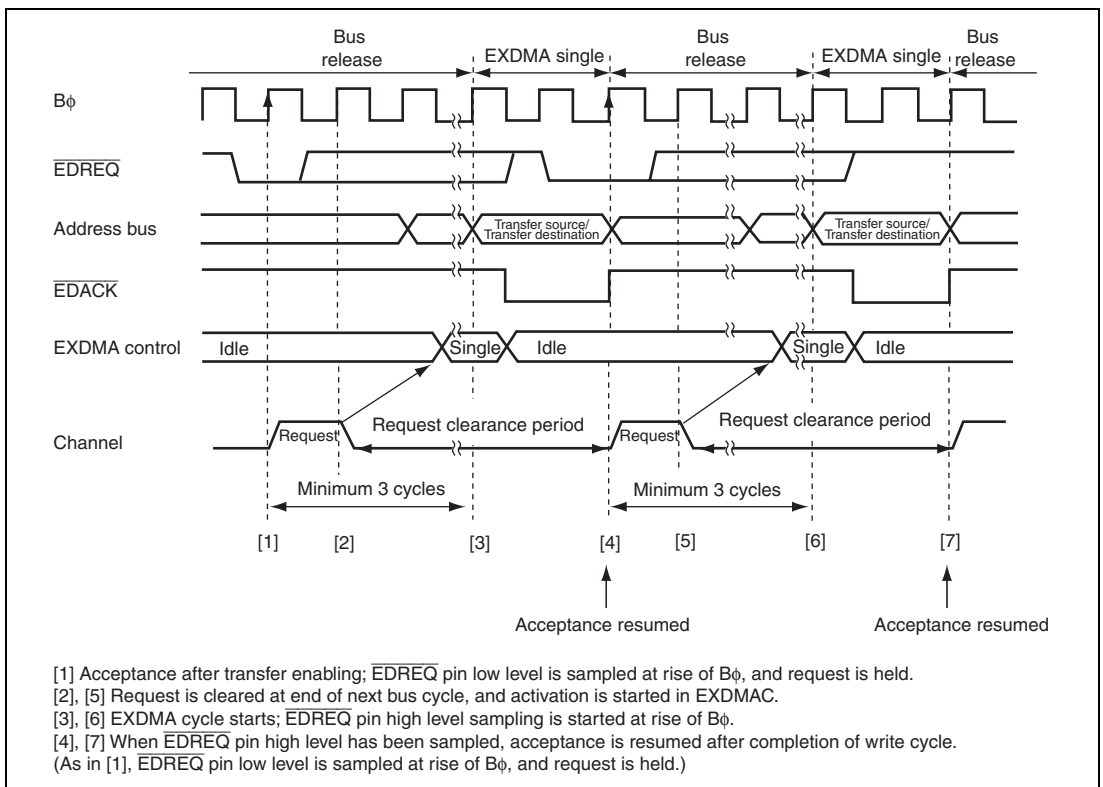 Bus release EXDMA single Bus release EXDMA single Bus release
Bϕ
EDREQ
Address bus Transfer source/ Transfer destination Transfer source/ Transfer destination
EDACK
EXDMA control Idle Single Idle Single Idle
Channel Request Request clearance period Request Request clearance period
Minimum 3 cycles Minimum 3 cycles
[1] [2] [3] [4] [5] [6] [7]
Acceptance resumed Acceptance resumed
[1] Acceptance after transfer enabling; EDREQ pin low level is sampled at rise of Bϕ, and request is held.
[2], [5] Request is cleared at end of next bus cycle, and activation is started in EXDMAC.
[3], [6] EXDMA cycle starts; EDREQ pin high level sampling is started at rise of Bϕ.
[4], [7] When EDREQ pin high level has been sampled, acceptance is resumed after completion of write cycle.
(As in [1], EDREQ pin low level is sampled at rise of Bϕ, and request is held.)